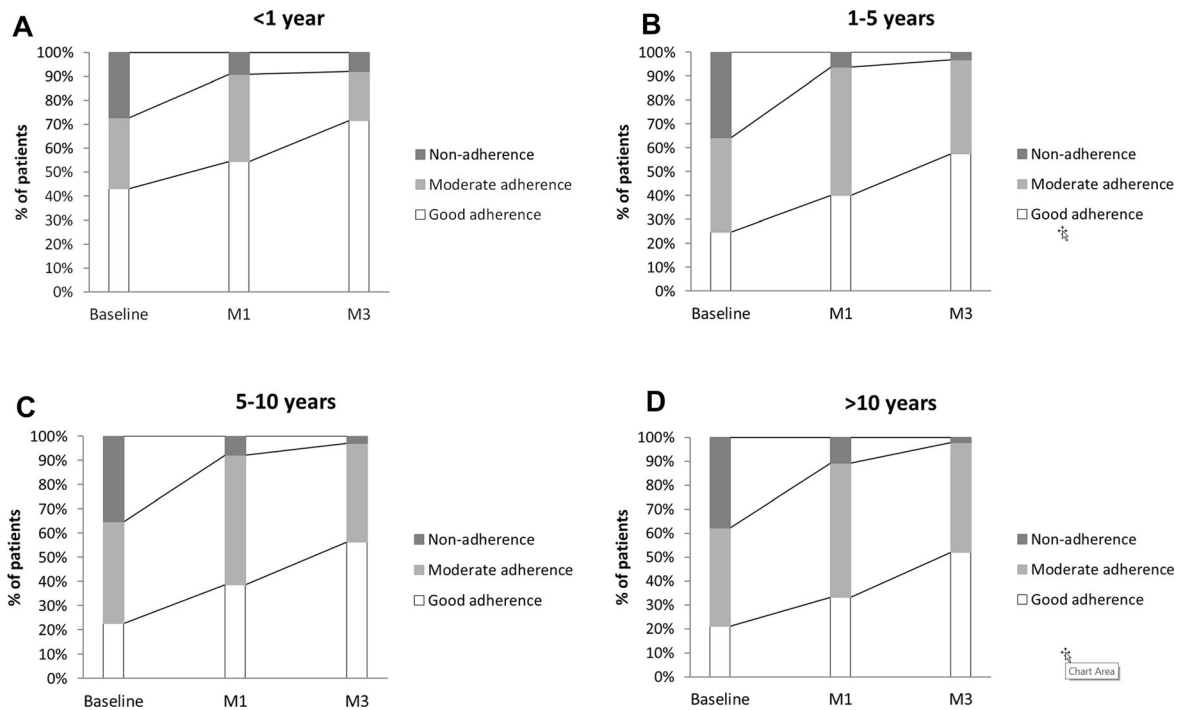 A
<1 year
100%
90%
80%
70%
60%
50%
40%
30%
20%
10%
0%
% of patients
Baseline
M1
M3
Non-adherence
Moderate adherence
Good adherence
B
1-5 years
100%
90%
80%
70%
60%
50%
40%
30%
20%
10%
0%
% of patients
Baseline
M1
M3
Non-adherence
Moderate adherence
Good adherence
C
5-10 years
100%
90%
80%
70%
60%
50%
40%
30%
20%
10%
0%
% of patients
Baseline
M1
M3
Non-adherence
Moderate adherence
Good adherence
D
>10 years
100%
90%
80%
70%
60%
50%
40%
30%
20%
10%
0%
% of patients
Baseline
M1
M3
Non-adherence
Moderate adherence
Good adherence
Chart Area